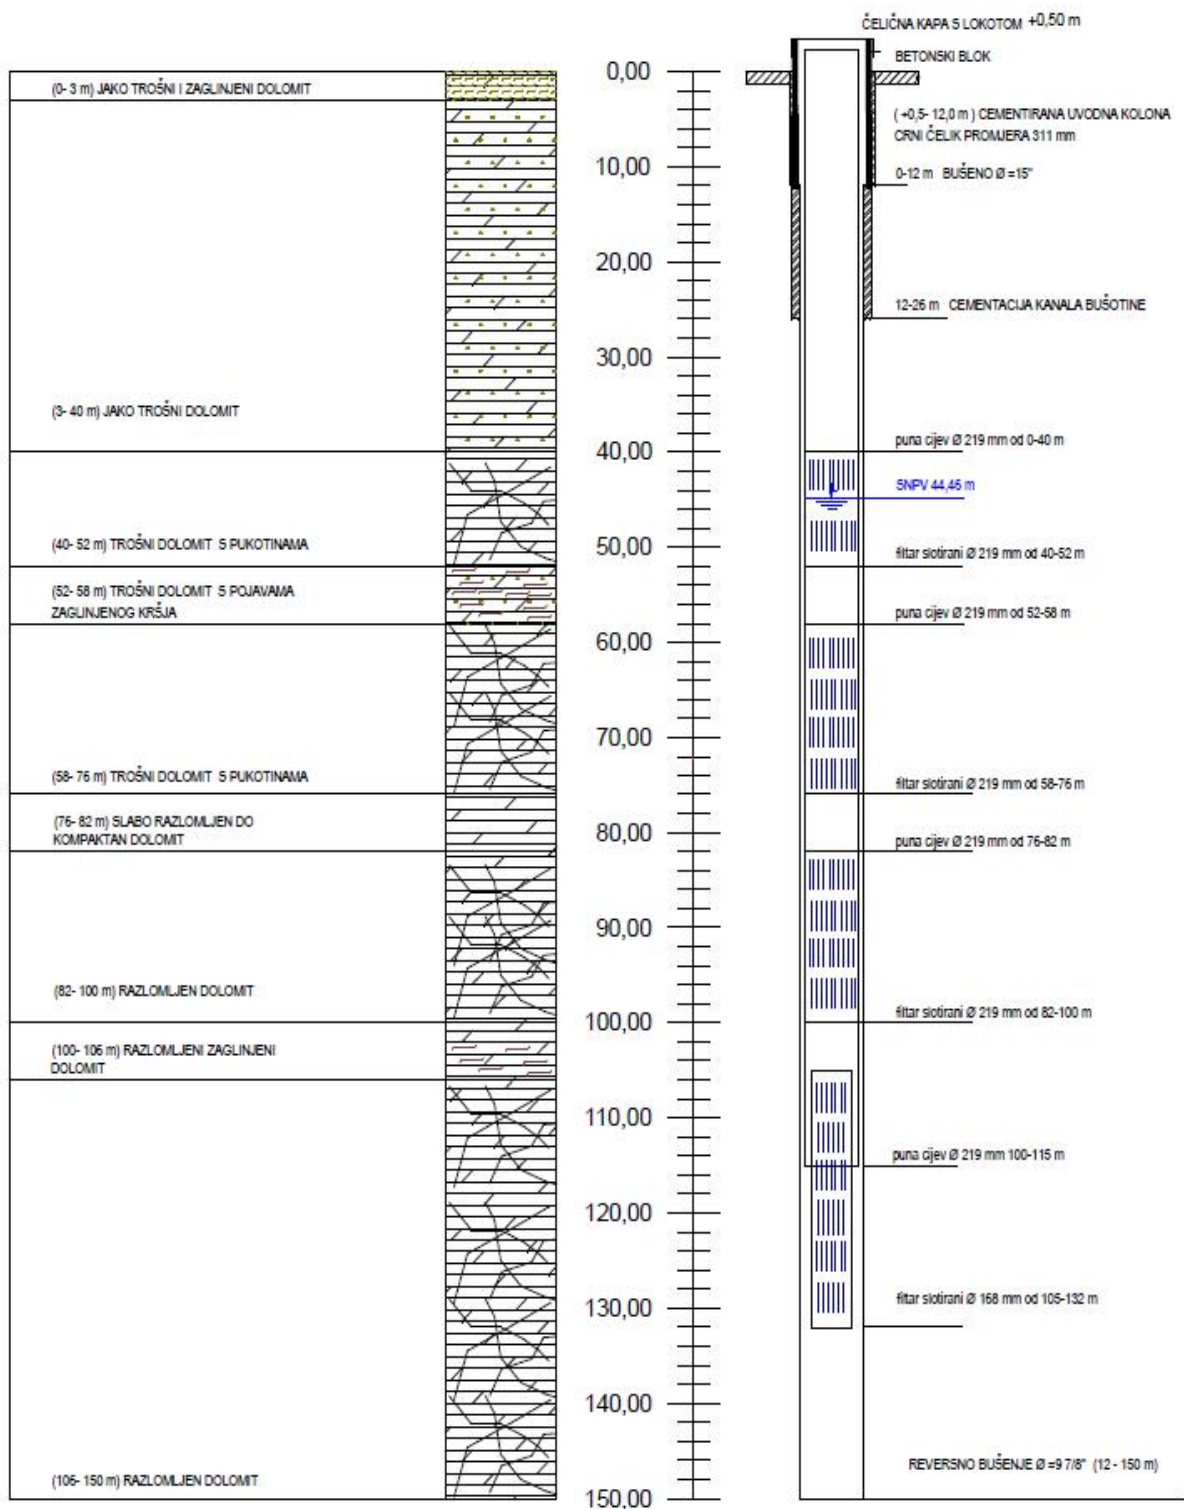 ČELIČNA KAPA S LOKOTOM +0,50 m
BETONSKI BLOK
0,00
(0- 3 m) JAKO TROŠNI I ZAGLINJENI DOLOMIT
( +0,5- 12,0 m ) CEMENTIRANA UVODNA KOLONA
CRNI ČELIK PROMJERA 311 mm
10,00
0-12 m BUŠENO Ø =15"
20,00
12-26 m CEMENTACIJA KANALA BUŠOTINE
30,00
(3- 40 m) JAKO TROŠNI DOLOMIT
puna cijev Ø 219 mm od 0-40 m
40,00
SNPV 44,46 m
(40- 52 m) TROŠNI DOLOMIT S PUKOTINAMA
50,00
filtar slotirani Ø 219 mm od 40-52 m
(52- 58 m) TROŠNI DOLOMIT S POJAVAMA
ZAGLINJENOG KRŠJA
puna cijev Ø 219 mm od 52-58 m
60,00
70,00
(58- 76 m) TROŠNI DOLOMIT S PUKOTINAMA
filtar slotirani Ø 219 mm od 58-76 m
(76- 82 m) SLABO RAZLOMLJEN DO
KOMPAKTAN DOLOMIT
80,00
puna cijev Ø 219 mm od 76-82 m
90,00
(82- 100 m) RAZLOMLJEN DOLOMIT
filtar slotirani Ø 219 mm od 82-100 m
100,00
(100- 106 m) RAZLOMLJENI ZAGLINJENI
DOLOMIT
110,00
puna cijev Ø 219 mm 100-115 m
120,00
filtar slotirani Ø 168 mm od 105-132 m
130,00
140,00
(106- 150 m) RAZLOMLJEN DOLOMIT
REVERSNO BUŠENJE Ø =9 7/8" (12 - 150 m)
150,00